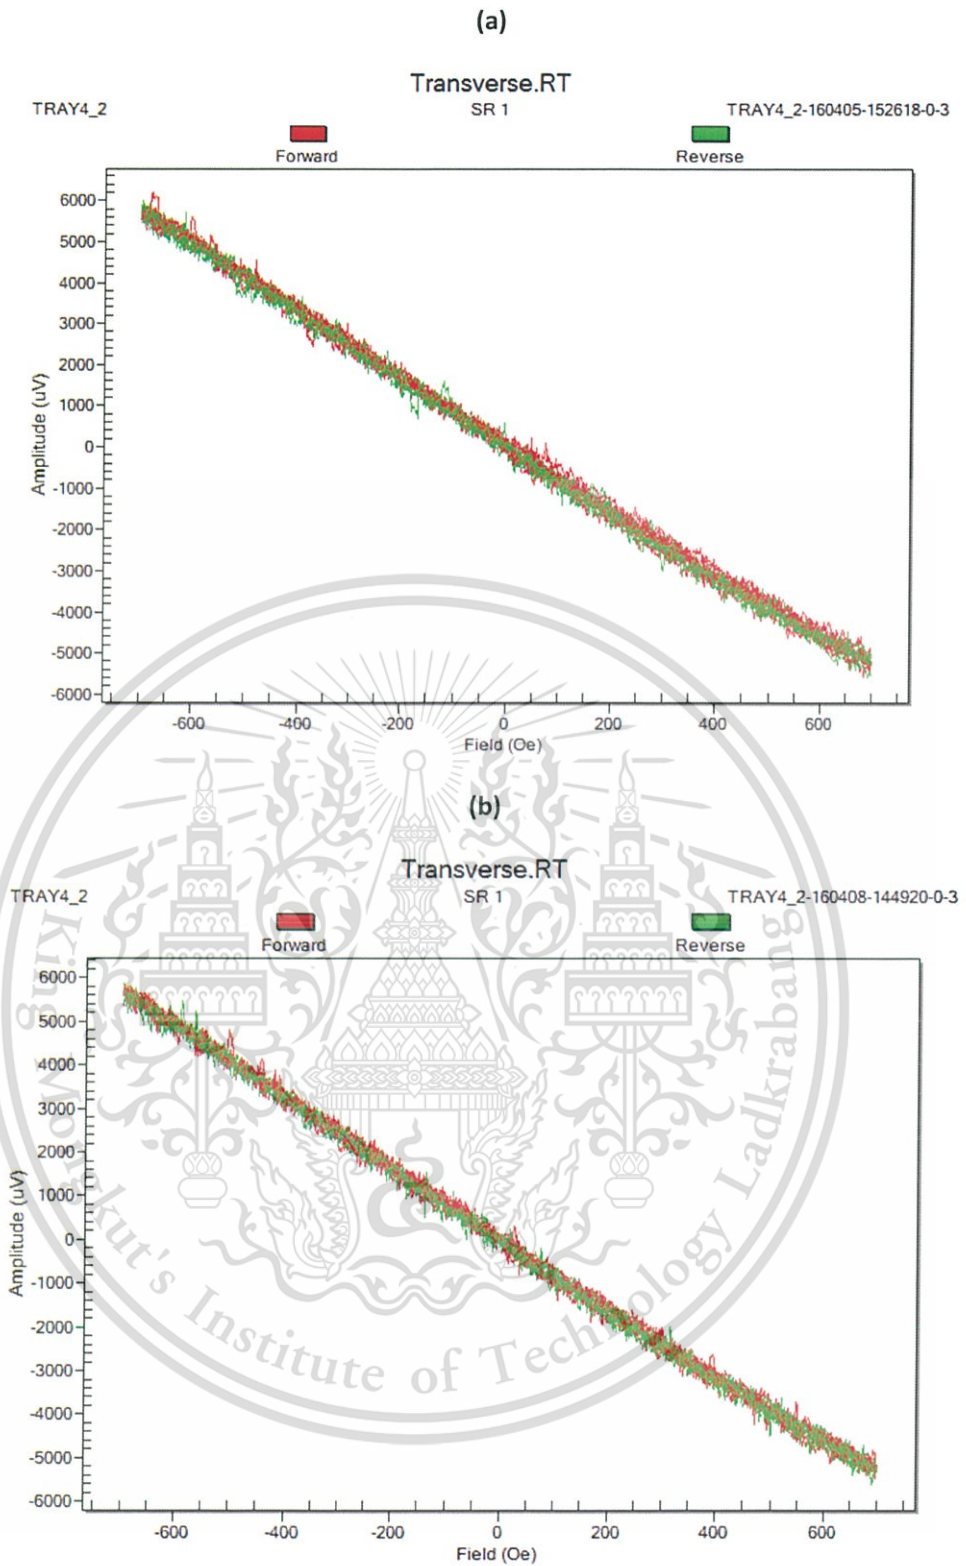 (a)
Transverse.RT
TRAY4_2 SR 1 TRAY4_2-160405-152618-0-3
Forward Reverse
6000
5000
4000
3000
2000
1000
0
-1000
-2000
-3000
-4000
-5000
-6000
Amplitude (uV)
-600 -400 -200 0 200 400 600
Field (Oe)
(b)
Transverse.RT
TRAY4_2 SR 1 TRAY4_2-160408-144920-0-3
Forward Reverse
6000
5000
4000
3000
2000
1000
0
-1000
-2000
-3000
-4000
-5000
-6000
Amplitude (uV)
-600 -400 -200 0 200 400 600
Field (Oe)
King Mongkut's Institute of Technology Ladkrabang